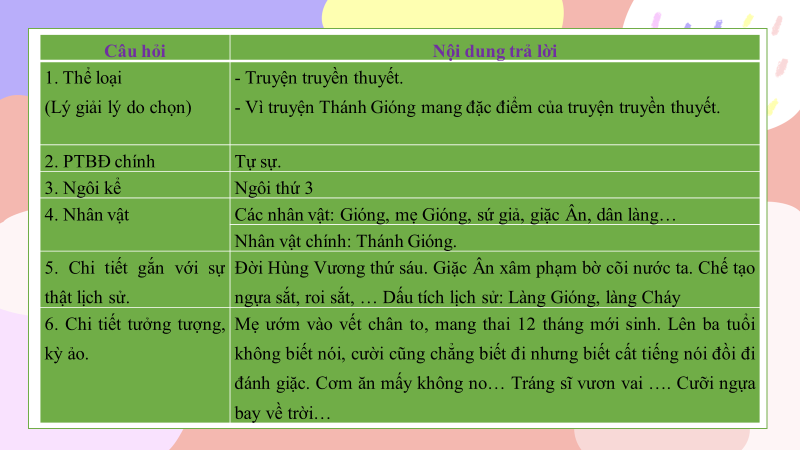 Câu hỏi
Nội dung trả lời
1. Thể loại
(Lý giải lý do chọn)
- Truyện truyền thuyết.
- Vì truyện Thánh Gióng mang đặc điểm của truyện truyền thuyết.
2. PTBĐ chính
Tự sự.
3. Ngôi kể
Ngôi thứ 3
4. Nhân vật
Các nhân vật: Gióng, mẹ Gióng, sứ giả, giặc Ân, dân làng…
Nhân vật chính: Thánh Gióng.
5. Chi tiết gắn với sự
thật lịch sử.
Đời Hùng Vương thứ sáu. Giặc Ân xâm phạm bờ cõi nước ta. Chế tạo
ngựa sắt, roi sắt, … Dấu tích lịch sử: Làng Gióng, làng Cháy
6. Chi tiết tưởng tượng,
kỳ ảo.
Mẹ ướm vào vết chân to, mang thai 12 tháng mới sinh. Lên ba tuổi
không biết nói, cười cũng chẳng biết đi nhưng biết cất tiếng nói đồi đi
đánh giặc. Cơm ăn mấy không no… Tráng sĩ vươn vai …. Cưỡi ngựa
bay về trời…